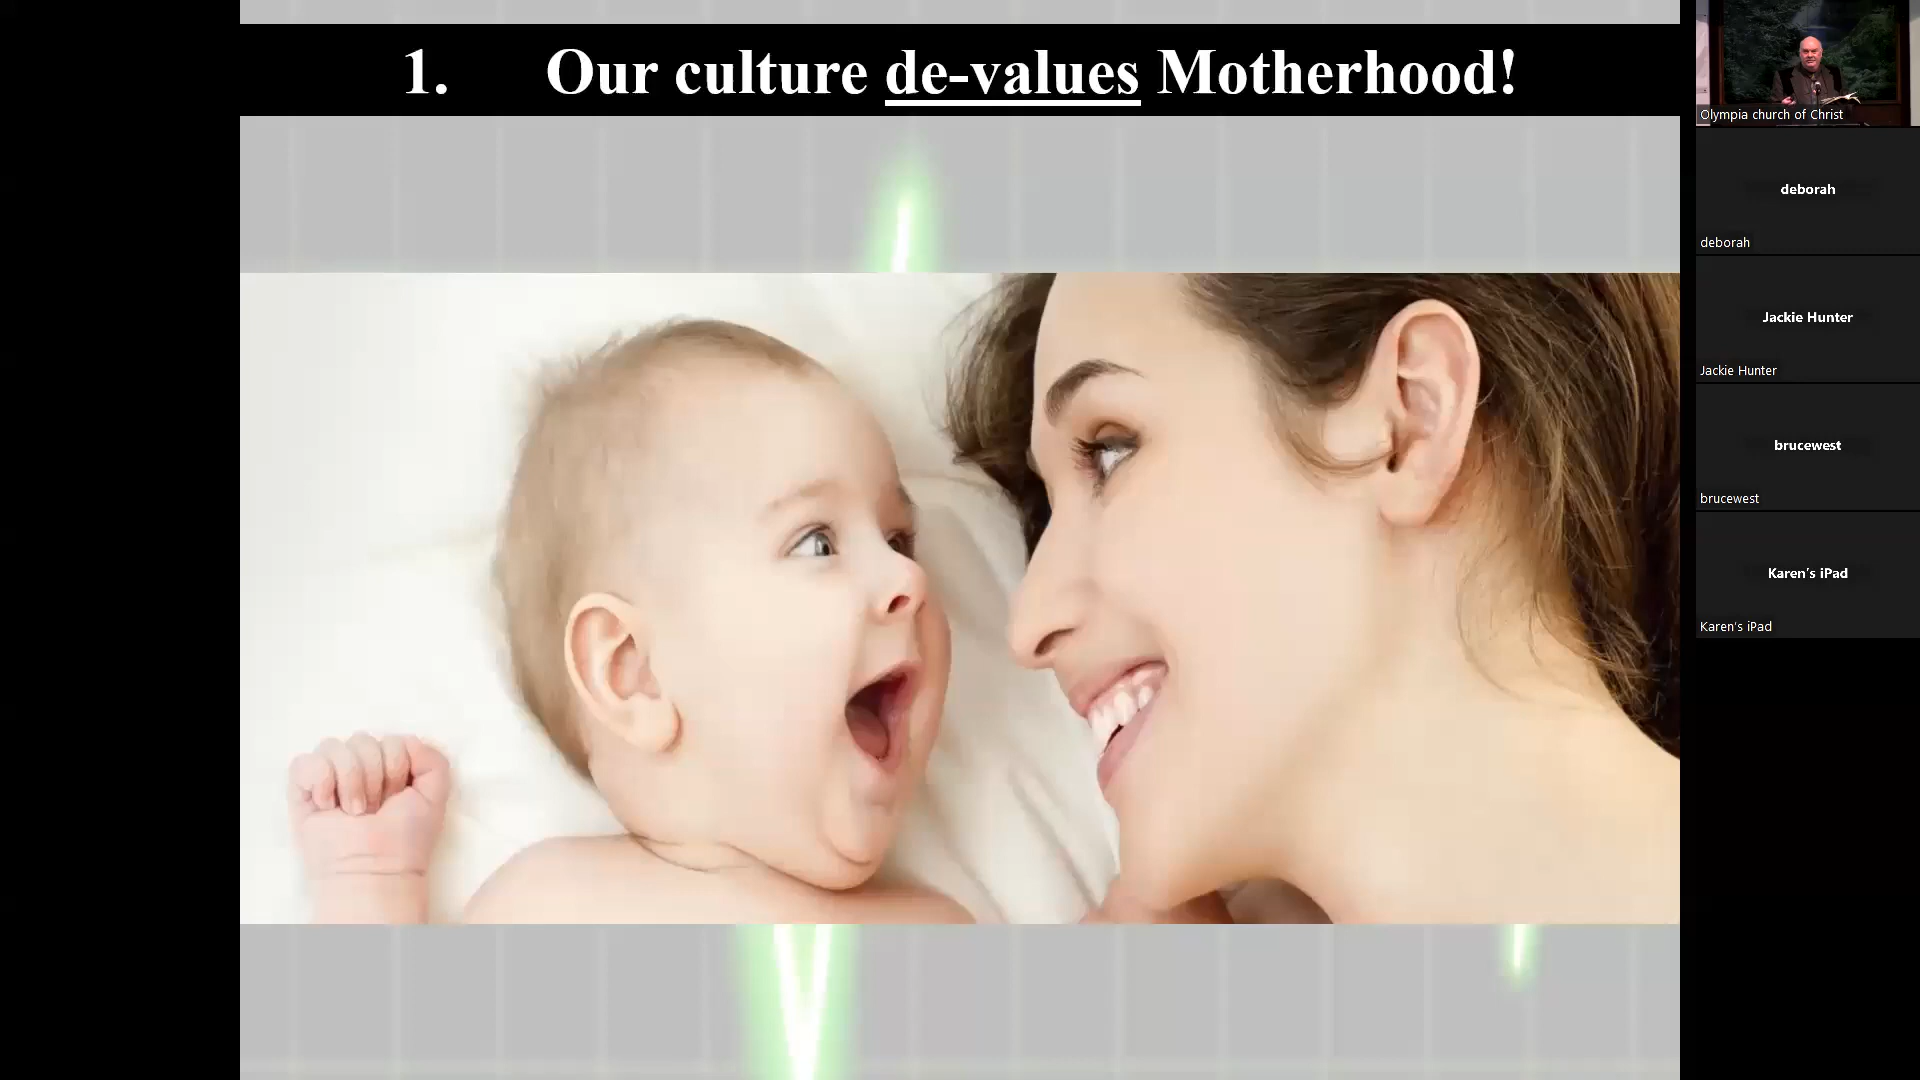 1. Our culture de-values Motherhood!
Olympia church of Christ
deborah
deborah
Jackie Hunter
Jackie Hunter
brucewest
brucewest
Karen's iPad
Karen's iPad